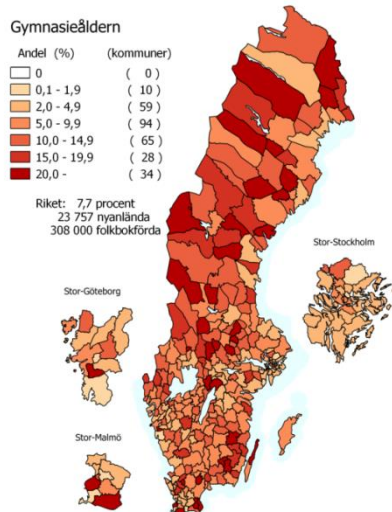 Gymnasieåldern
Andel (%) (kommuner)
0 ( 0)
0,1 - 1,9 ( 10)
2,0 - 4,9 ( 59)
5,0 - 9,9 ( 94)
10,0 - 14,9 ( 65)
15,0 - 19,9 ( 28)
20,0 - ( 34)
Riket: 7,7 procent
23 757 nyanlända
308 000 folkbokförda
Stor-Stockholm
Stor-Göteborg
Stor-Malmö